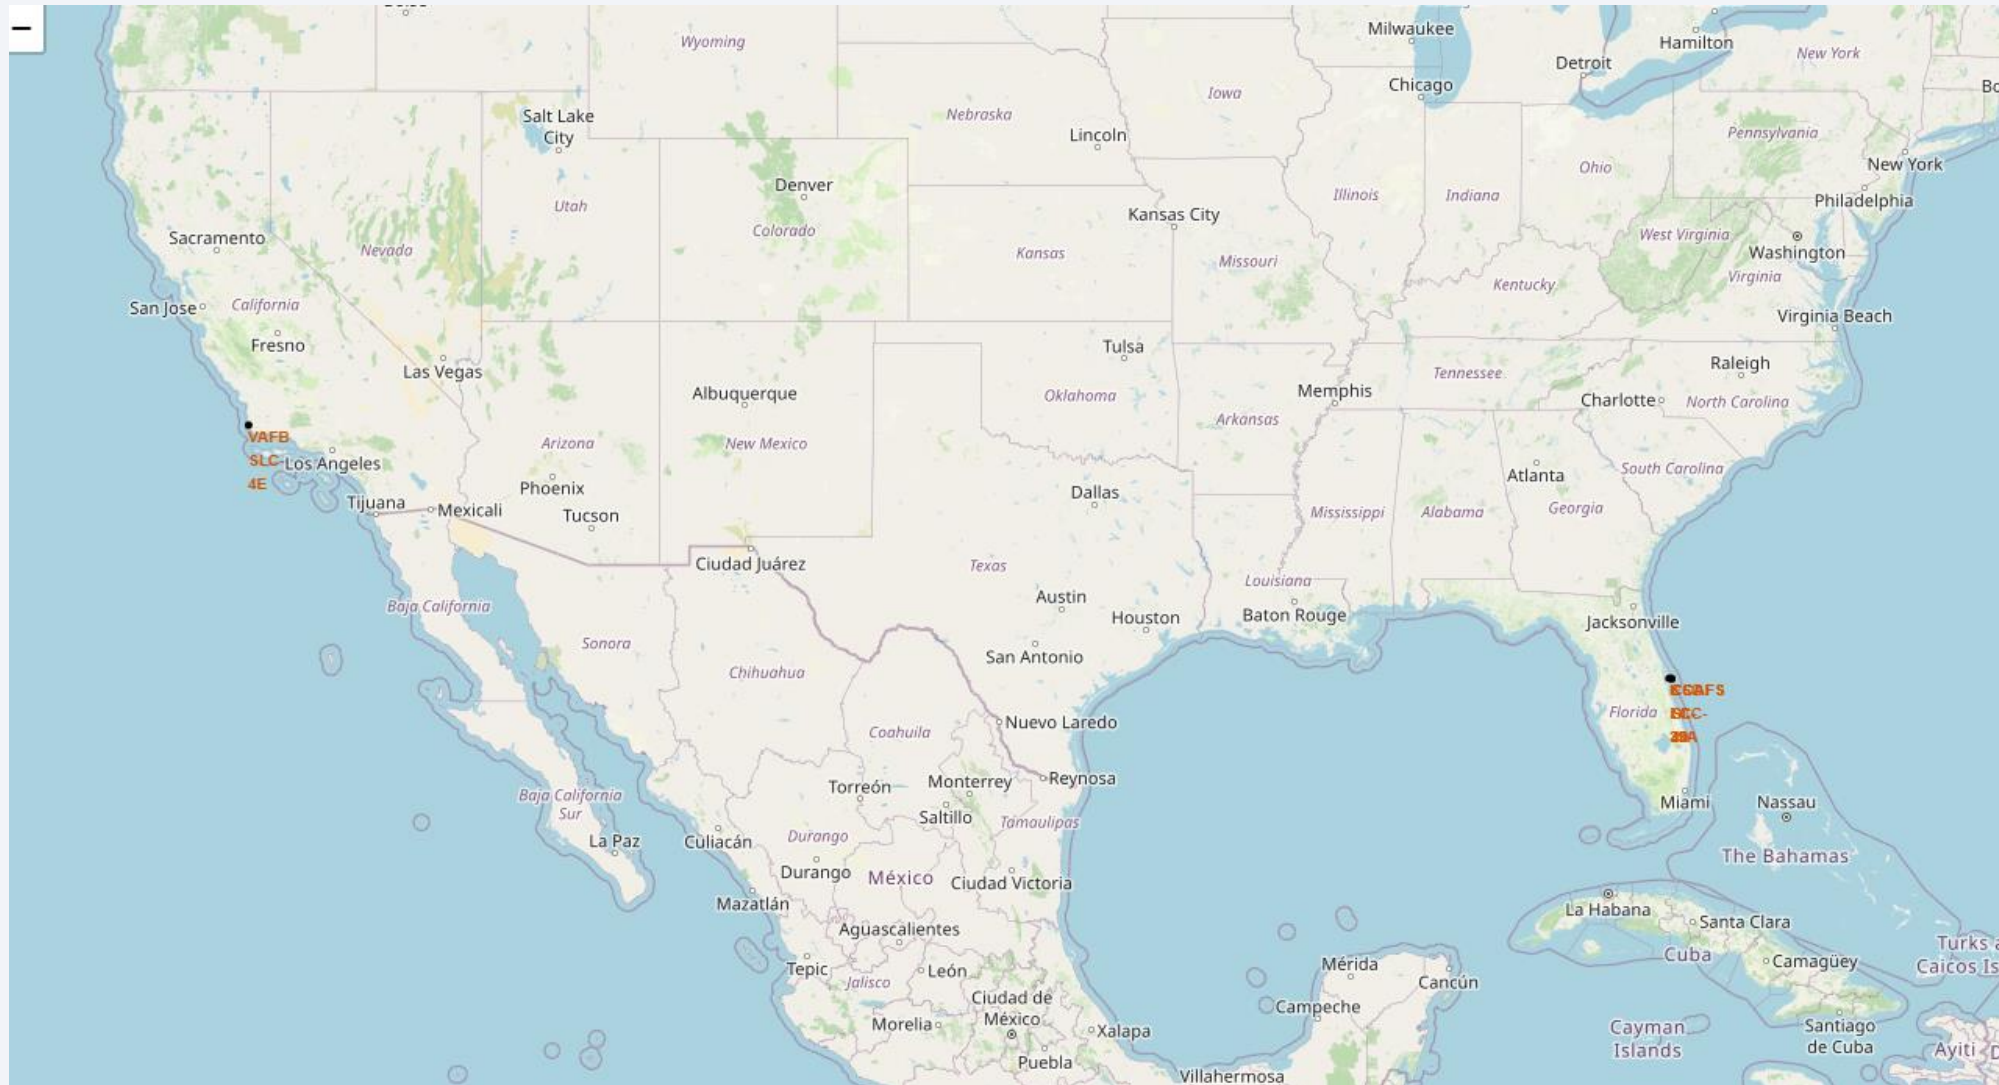 −
Milwaukee
Hamilton
Wyoming
Detroit
New York
Chicago
Iowa
Salt Lake
City
Nebraska
Lincoln
Pennsylvania
New York
Ohio
Denver
Illinois
Indiana
Philadelphia
Utah
Kansas City
Colorado
Sacramento
Nevada
Kansas
Missouri
West Virginia
Washington
Virginia
Kentucky
San Jose
California
Virginia Beach
Fresno
Tulsa
Las Vegas
Raleigh
Tennessee
Albuquerque
Oklahoma
Memphis
Charlotte
North Carolina
Arkansas
VAFB
SLC-
4E
Los Angeles
Arizona
New Mexico
South Carolina
Atlanta
Phoenix
Dallas
Tijuana
Mexicali
Tucson
Mississippi
Alabama
Georgia
Ciudad Juárez
Texas
Louisiana
Austin
Baja California
Houston
Baton Rouge
Jacksonville
Sonora
San Antonio
Chihuahua
Florida
Nuevo Laredo
Coahuila
Torreón
Monterrey
Reynosa
Baja California
Sur
Miami
Nassau
Saltillo
Tamaulipas
La Paz
Culiacán
Durango
The Bahamas
Durango
México
Ciudad Victoria
Mazatlán
La Habana
Santa Clara
Aguascalientes
Cuba
Camagüey
Tepic
León
Jalisco
Mérida
Cancún
Ciudad de
México
Campeche
Morelia
Xalapa
Cayman
Islands
Santiago
de Cuba
Ayiti
Puebla
Villahermosa